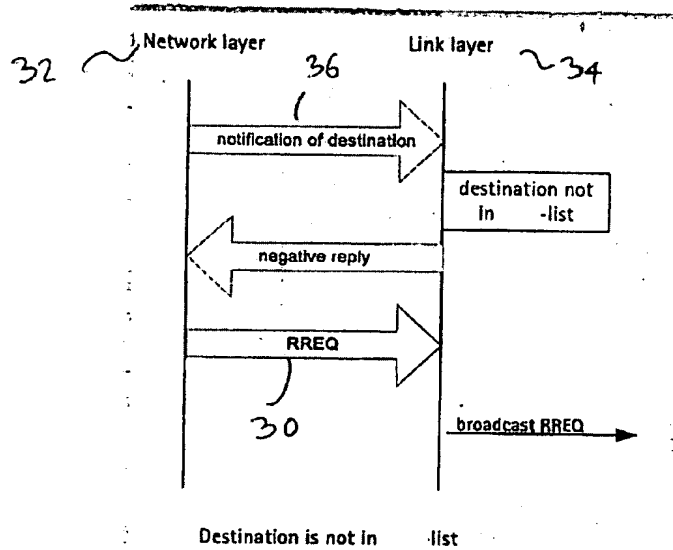 Network layer
Link layer
32
36
34
notification of destination
destination not
in -list
negative reply
RREQ
30
broadcast RREQ
Destination is not in -list